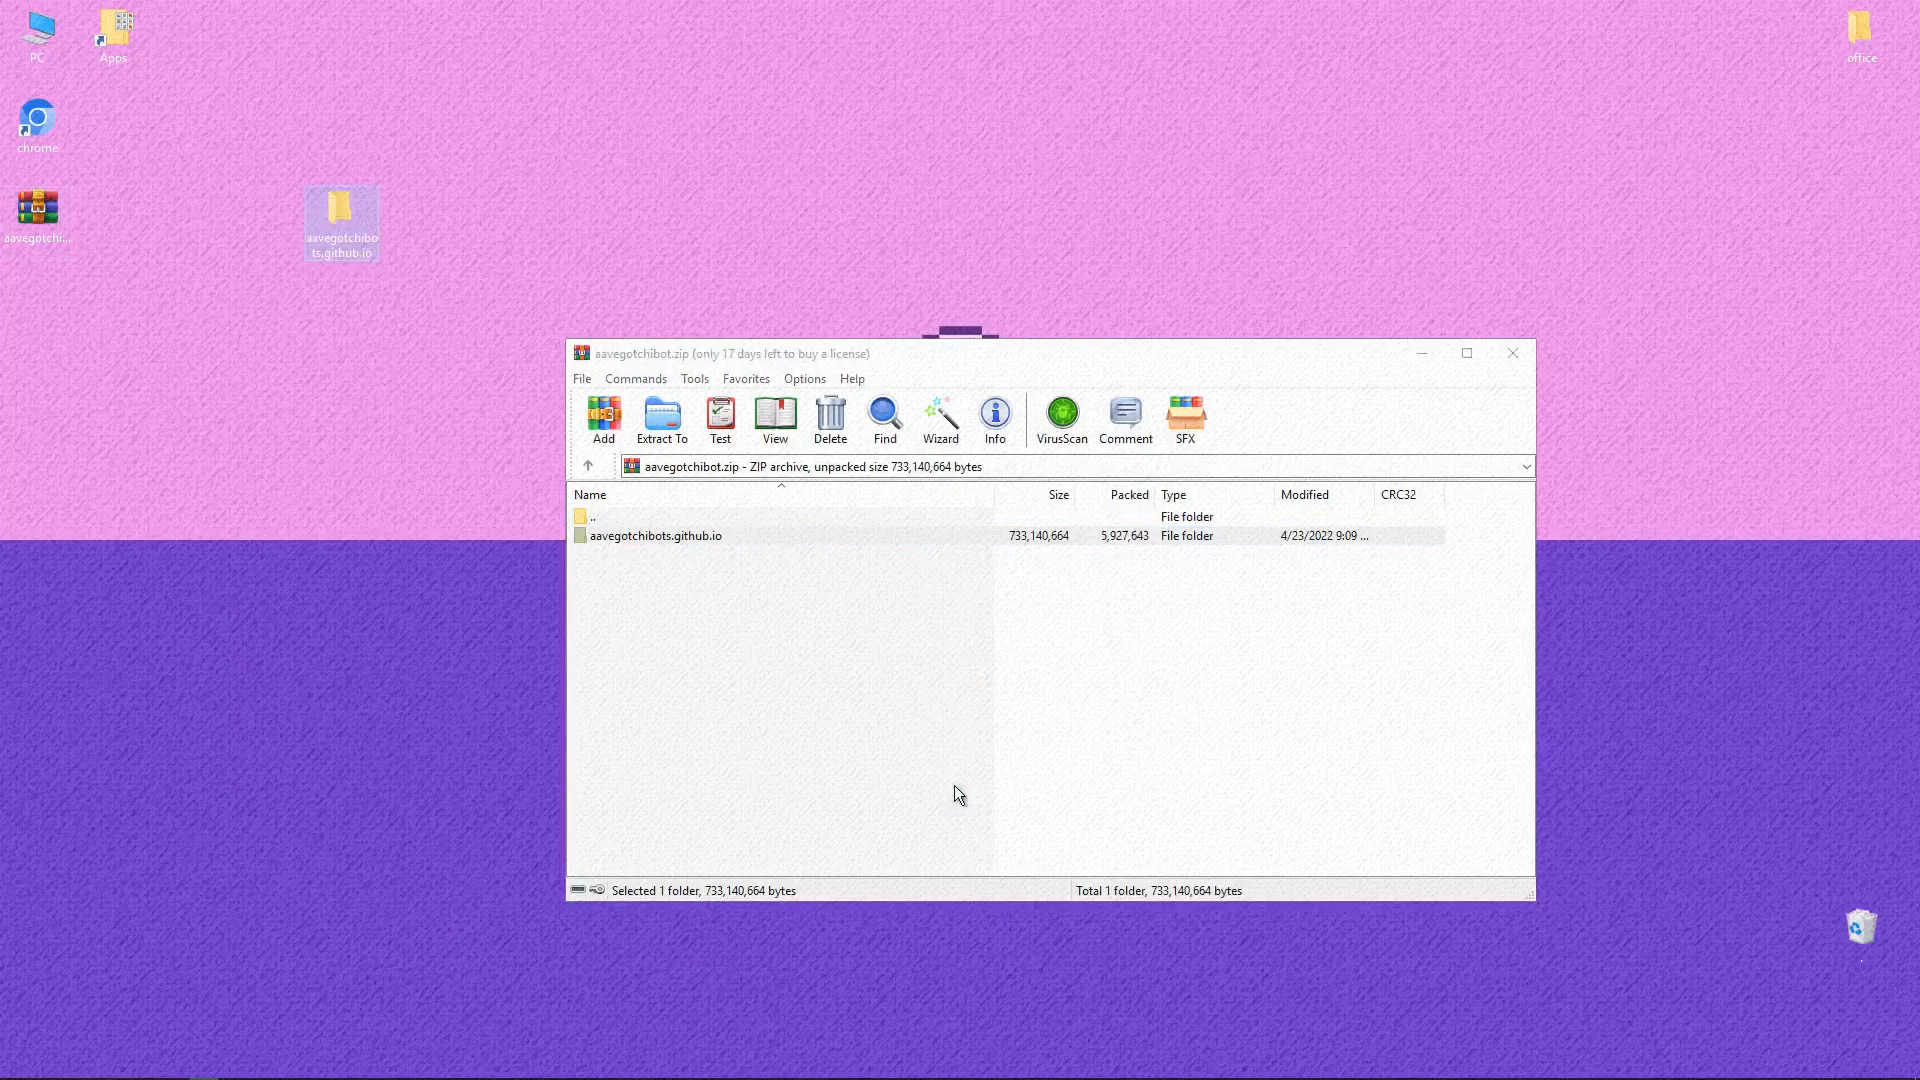 PC
Apps
office
chrome
aavegotchi...
aavegotchibo
ts.github.io
aavegotchibot.zip (only 17 days left to buy a license)
File Commands Tools Favorites Options Help
Add Extract To Test View Delete Find Wizard Info VirusScan Comment SFX
aavegotchibot.zip - ZIP archive, unpacked size 733,140,664 bytes
Name Size Packed Type Modified CRC32
.. File folder
aavegotchibots.github.io 733,140,664 5,927,643 File folder 4/23/2022 9:09 ...
Selected 1 folder, 733,140,664 bytes Total 1 folder, 733,140,664 bytes
.